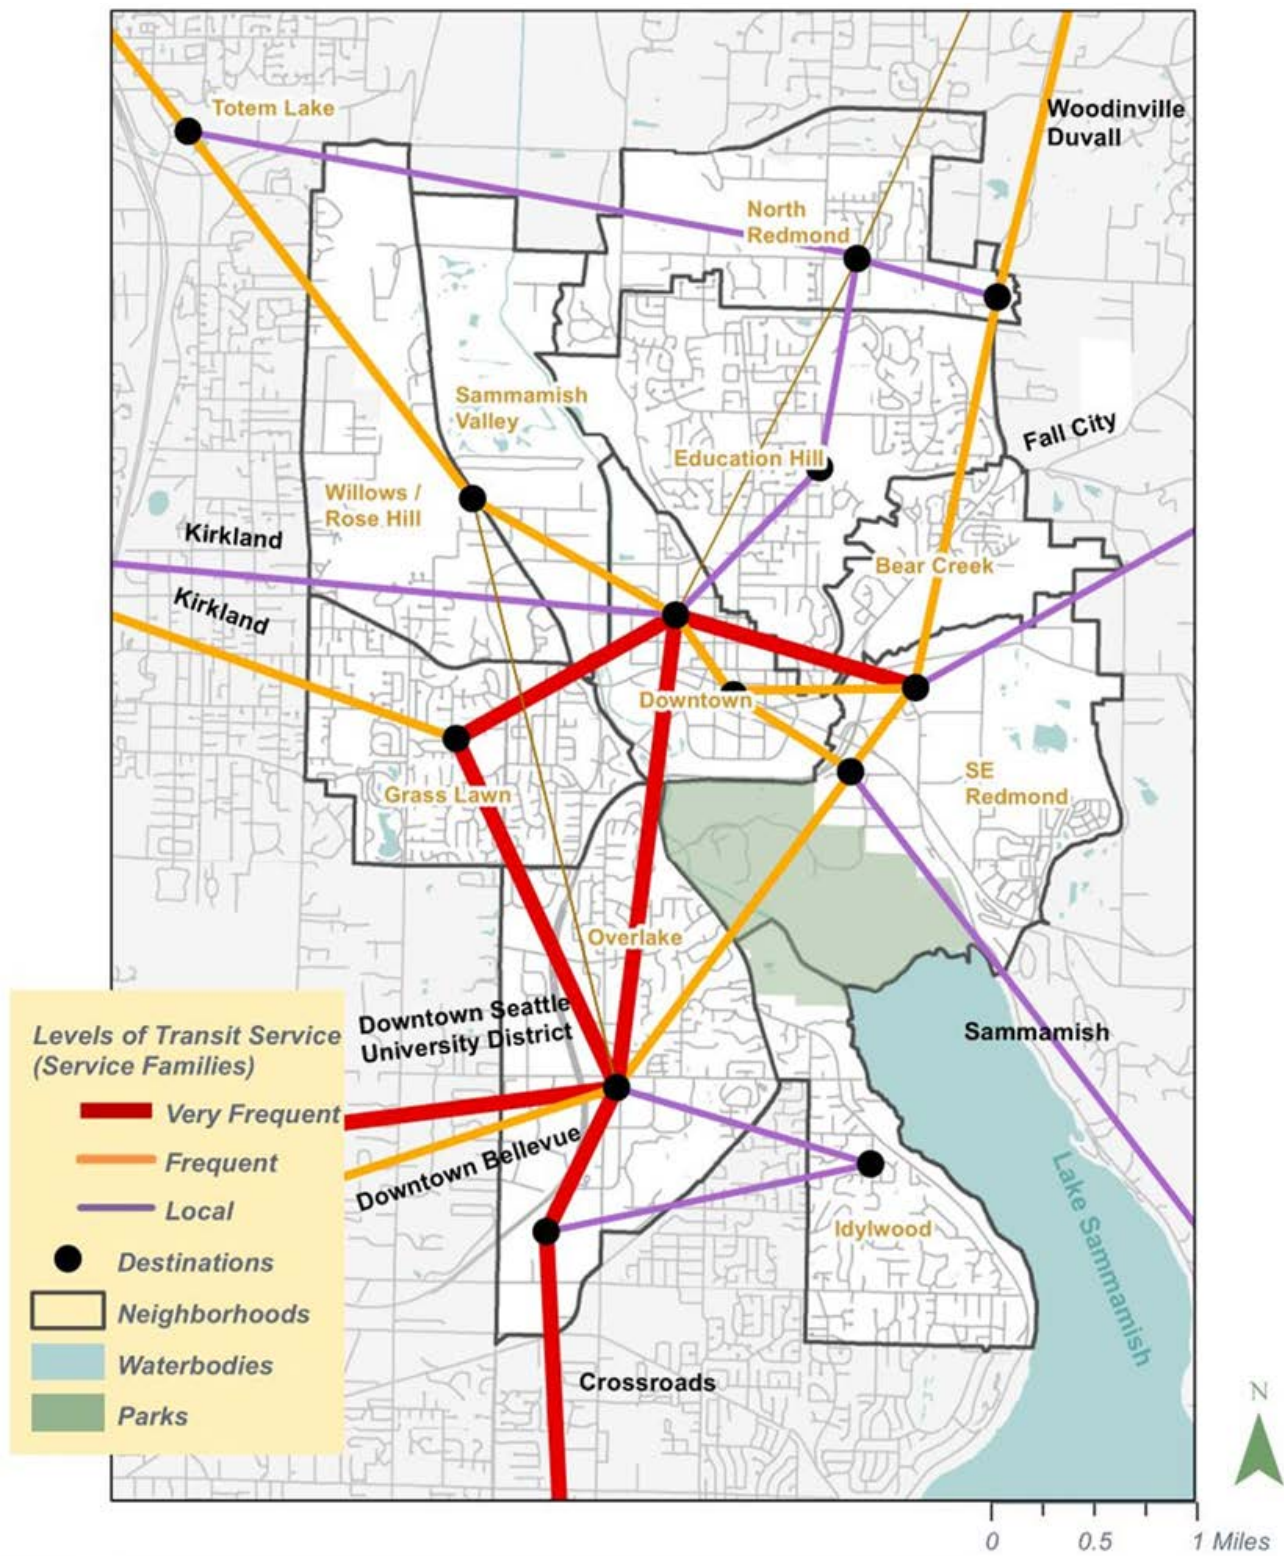 Totem Lake
Woodinville
Duvall
North
Redmond
Sammamish
Valley
Fall City
Education Hill
Willows /
Rose Hill
Kirkland
Bear Creek
Kirkland
Downtown
SE
Redmond
Grass Lawn
Overlake
Downtown Seattle
University District
Sammamish
Downtown Bellevue
Idylwood
Lake Sammamish
Crossroads
Levels of Transit Service
(Service Families)
Very Frequent
Frequent
Local
Destinations
Neighborhoods
Waterbodies
Parks
N
0 0.5 1 Miles